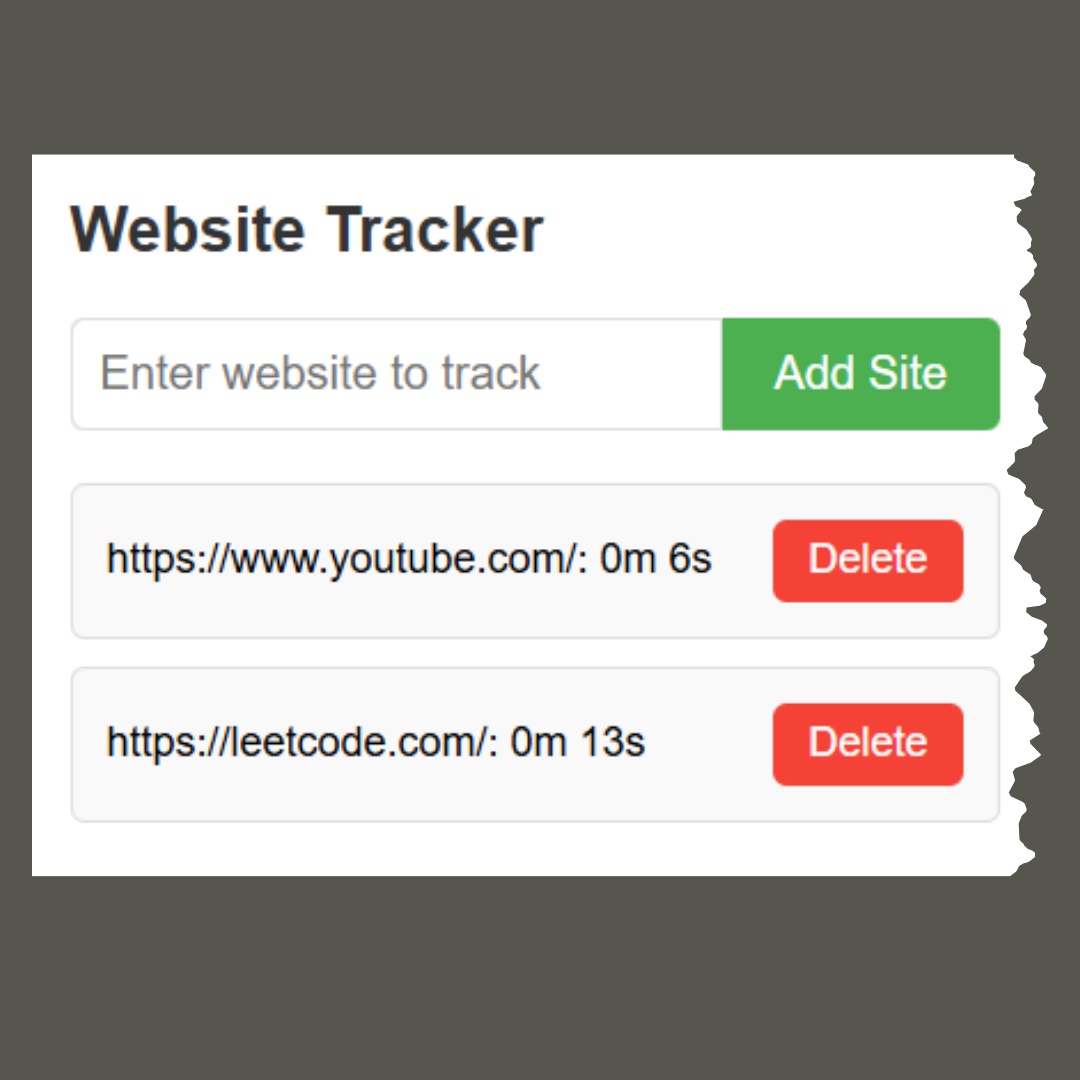 Website Tracker
Enter website to track
Add Site
https://www.youtube.com/: 0m 6s
Delete
https://leetcode.com/: 0m 13s
Delete